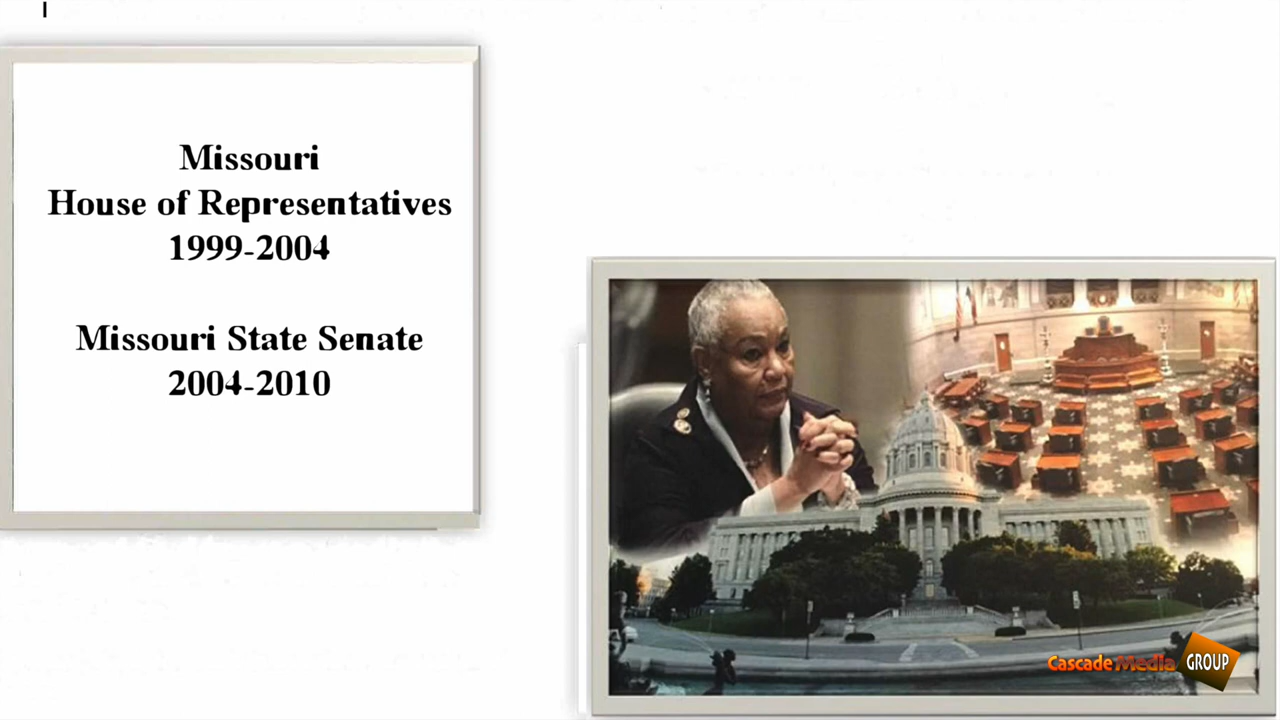 Missouri
House of Representatives
1999-2004
Missouri State Senate
2004-2010
Cascade Media GROUP